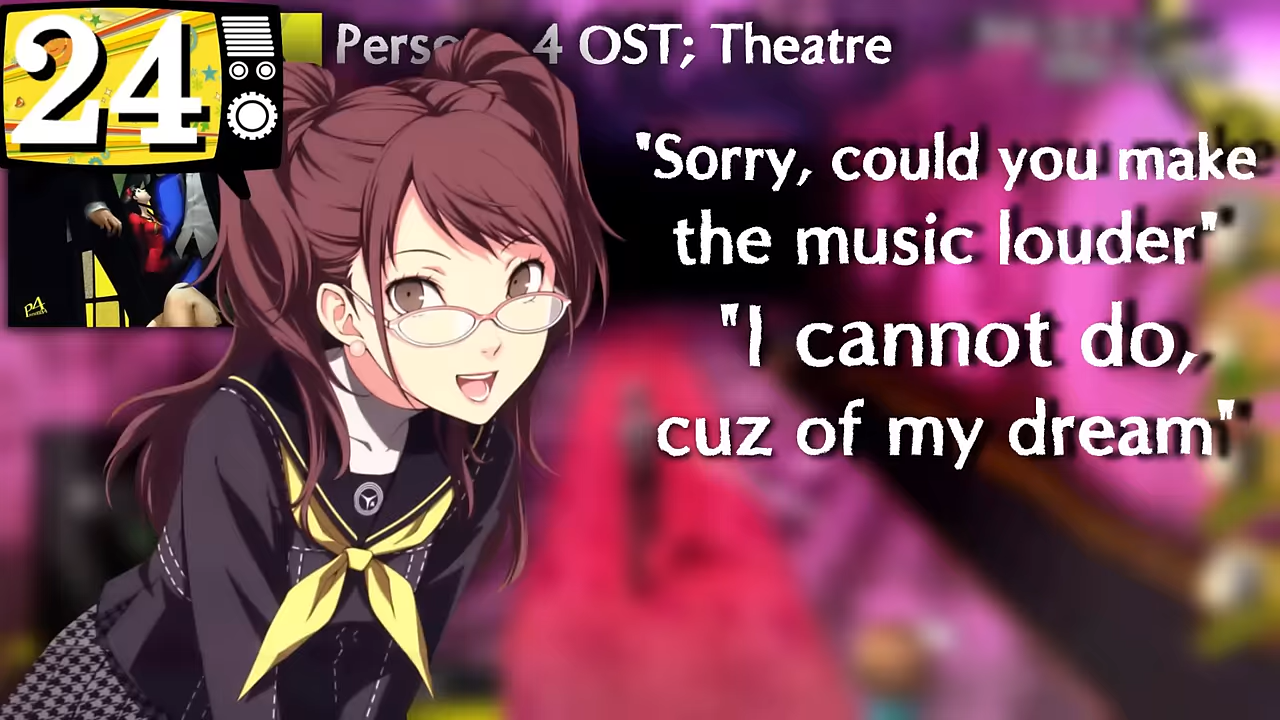 24
Perso 4 OST; Theatre
"Sorry, could you make
the music louder"
"I cannot do,
cuz of my dream"
P4